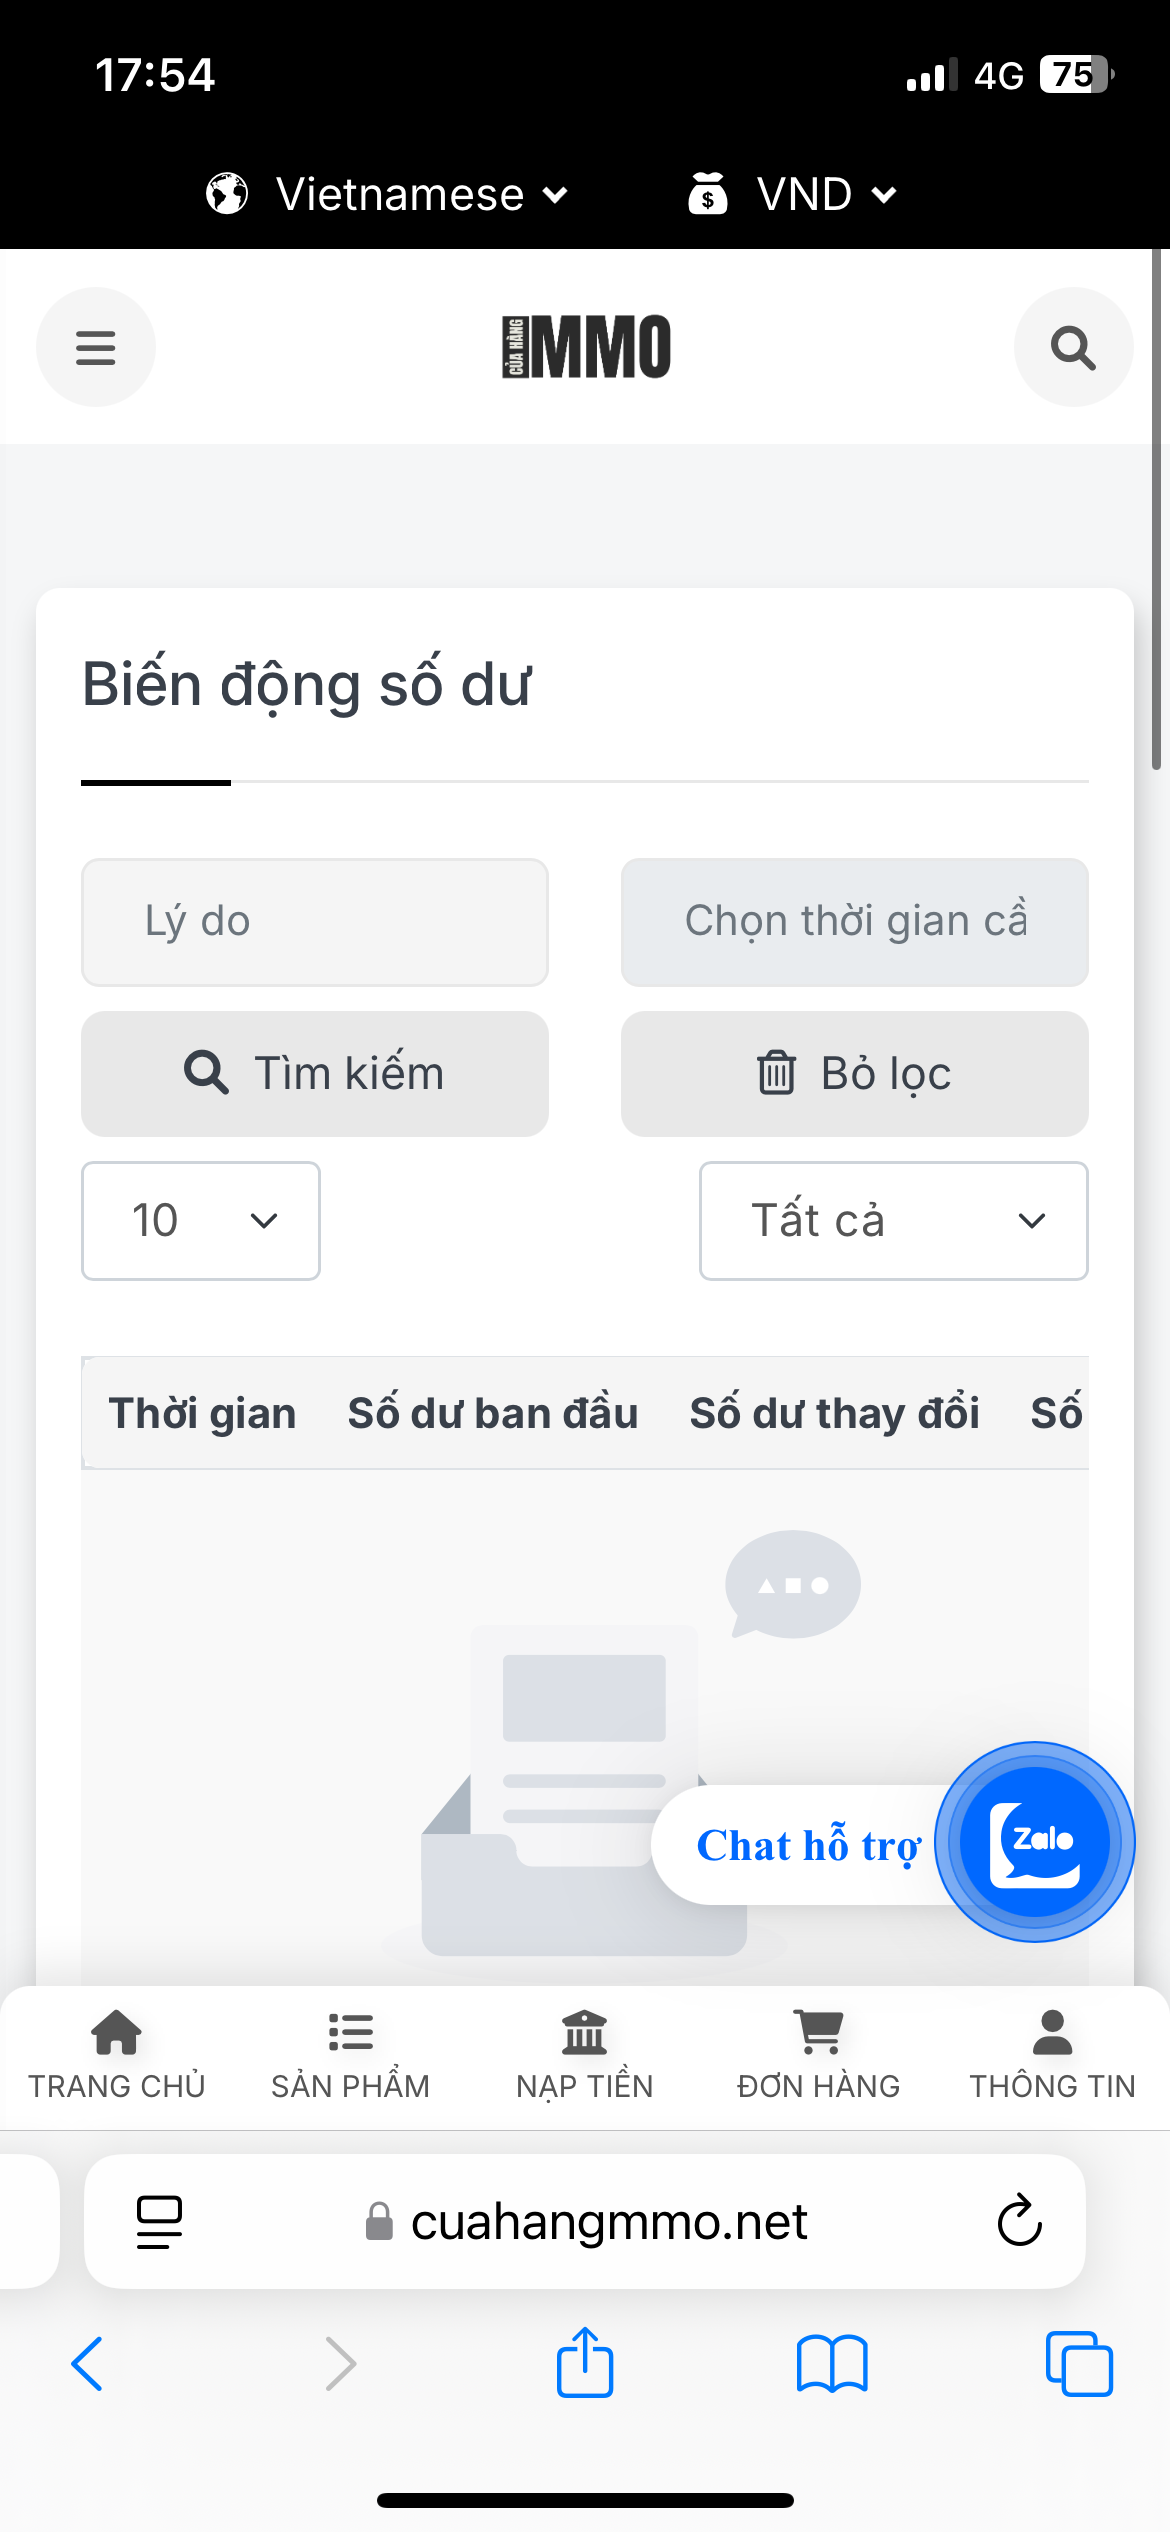 17:54
4G 75
Vietnamese
VND
CỦA HÀNG MMO
Biến động số dư
Lý do
Chọn thời gian cầ
Tìm kiếm
Bỏ lọc
10
Tất cả
Thời gian Số dư ban đầu Số dư thay đổi Số
Chat hỗ trợ
Zalo
TRANG CHỦ SẢN PHẨM NẠP TIỀN ĐƠN HÀNG THÔNG TIN
cuahangmmo.net